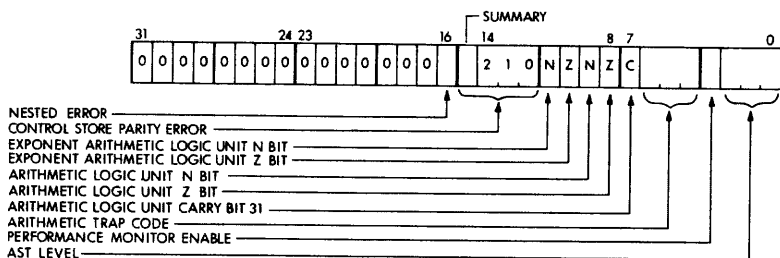 SUMMARY
31 24 23 16 14 8 7 0
0 0 0 0 0 0 0 0 0 0 0 0 0 0 0 2 1 0 N Z N Z C
NESTED ERROR
CONTROL STORE PARITY ERROR
EXPONENT ARITHMETIC LOGIC UNIT N BIT
EXPONENT ARITHMETIC LOGIC UNIT Z BIT
ARITHMETIC LOGIC UNIT N BIT
ARITHMETIC LOGIC UNIT Z BIT
ARITHMETIC LOGIC UNIT CARRY BIT 31
ARITHMETIC TRAP CODE
PERFORMANCE MONITOR ENABLE
AST LEVEL